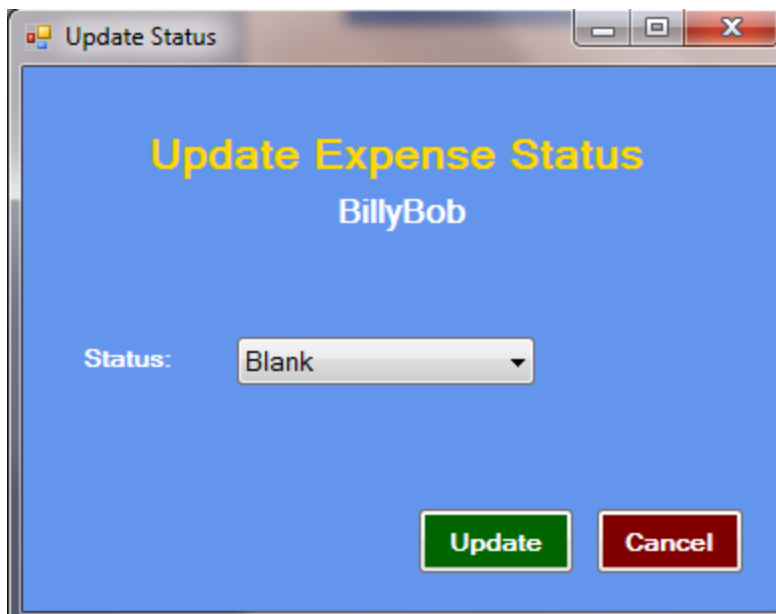 Update Status
Update Expense Status
BillyBob
Status:
Blank
Update
Cancel